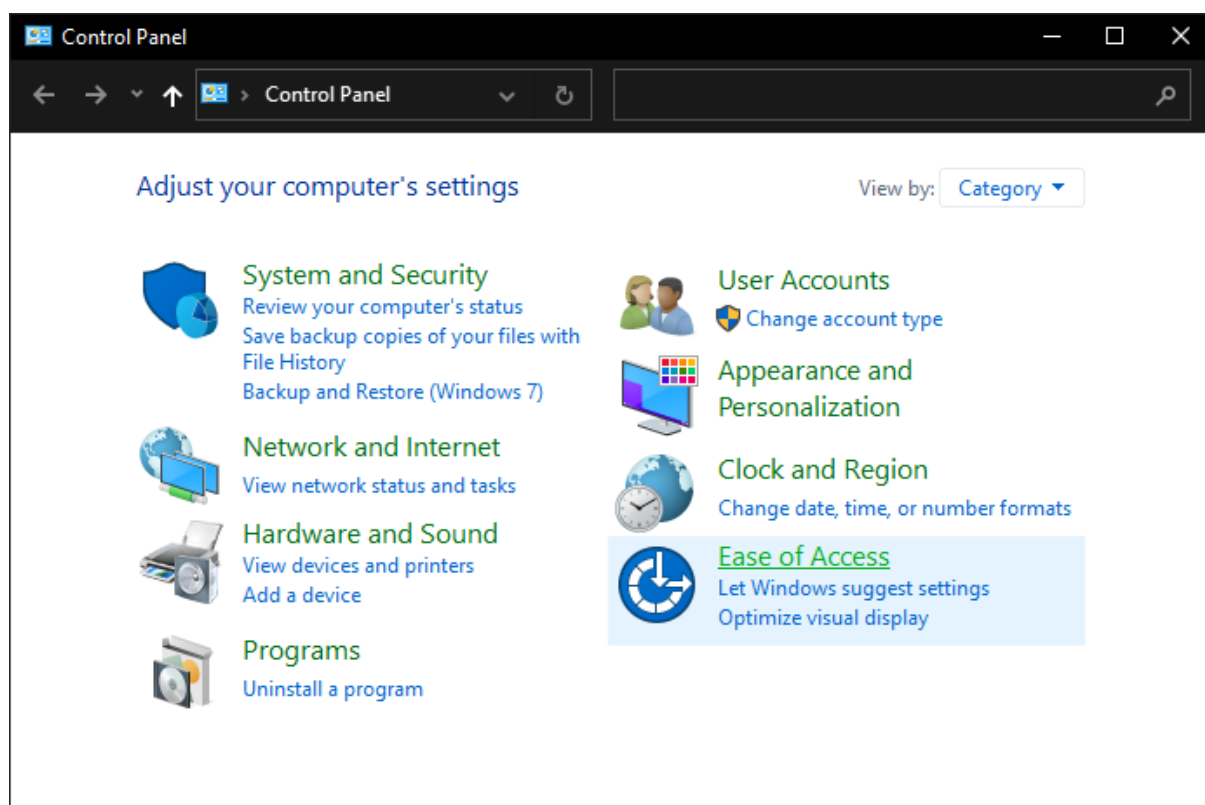 Control Panel
Control Panel
Adjust your computer's settings
View by: Category
System and Security
Review your computer's status
Save backup copies of your files with
File History
Backup and Restore (Windows 7)
Network and Internet
View network status and tasks
Hardware and Sound
View devices and printers
Add a device
Programs
Uninstall a program
User Accounts
Change account type
Appearance and
Personalization
Clock and Region
Change date, time, or number formats
Ease of Access
Let Windows suggest settings
Optimize visual display